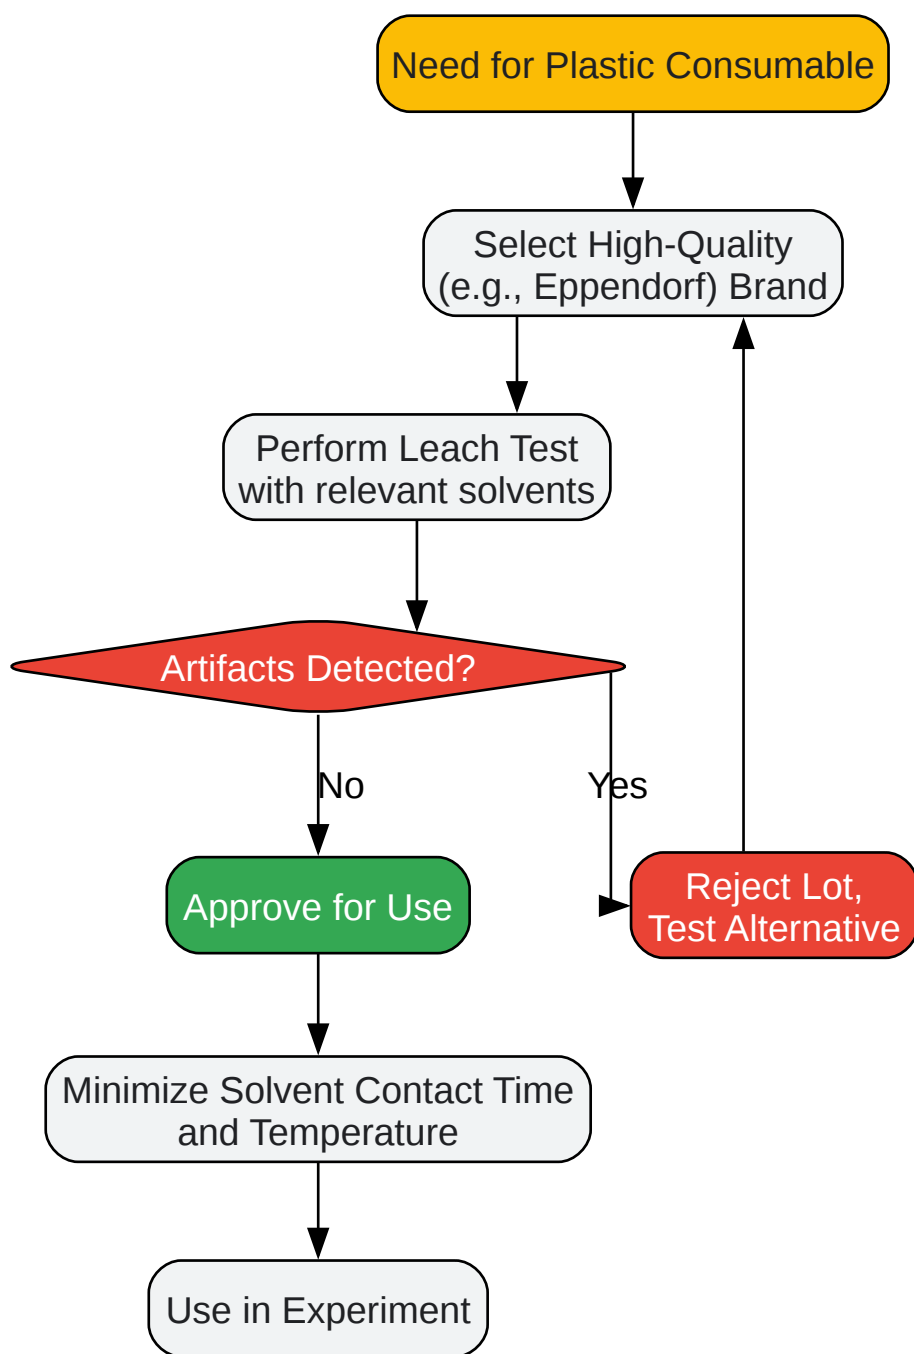 Need for Plastic Consumable
Select High-Quality
(e.g., Eppendorf) Brand
Perform Leach Test
with relevant solvents
Artifacts Detected?
No
Yes
Approve for Use
Reject Lot,
Test Alternative
Minimize Solvent Contact Time
and Temperature
Use in Experiment